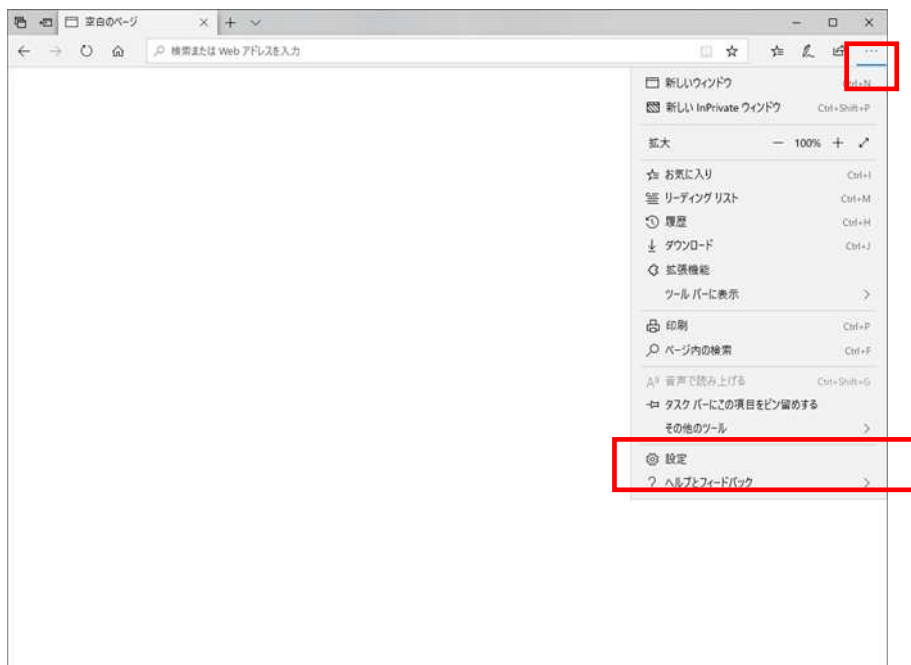 空白のページ
検索または Web アドレスを入力
新しいウィンドウ Ctrl+N
新しい InPrivate ウィンドウ Ctrl+Shift+P
拡大 100%
お気に入り Ctrl+I
リーディング リスト Ctrl+M
履歴 Ctrl+H
ダウンロード Ctrl+J
拡張機能
ツール バーに表示
印刷 Ctrl+P
ページ内の検索 Ctrl+F
音声で読み上げる Ctrl+Shift+G
タスク バーにこの項目をピン留めする
その他のツール
設定
ヘルプとフィードバック